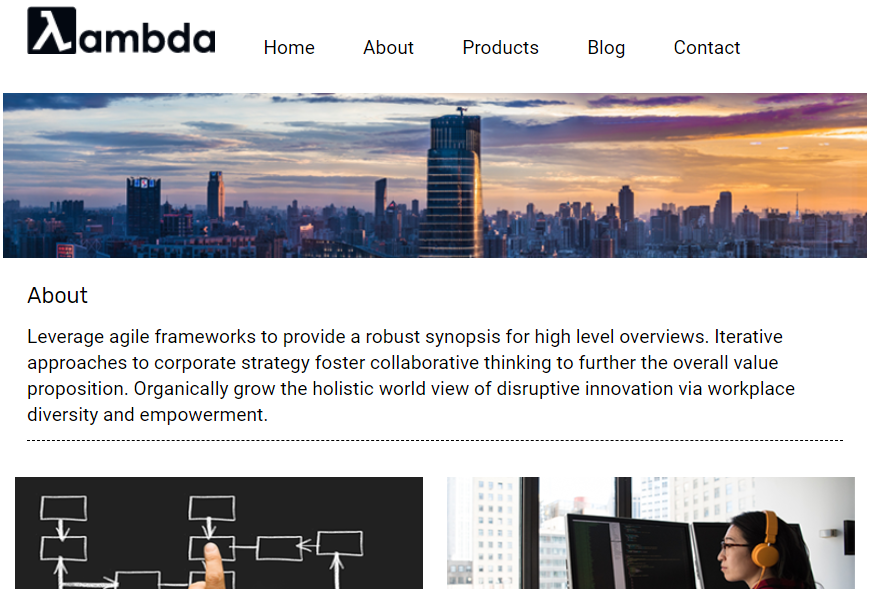 λambda
Home About Products Blog Contact
About
Leverage agile frameworks to provide a robust synopsis for high level overviews. Iterative
approaches to corporate strategy foster collaborative thinking to further the overall value
proposition. Organically grow the holistic world view of disruptive innovation via workplace
diversity and empowerment.